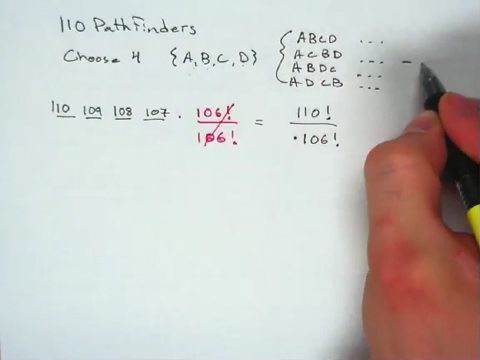 110 Pathfinders
Choose 4 {A, B, C, D}
ABCD ...
ACBD ...
ABDC ...
ADCB ...
110 109 108 107 · 106!/106! = 110!/·106!